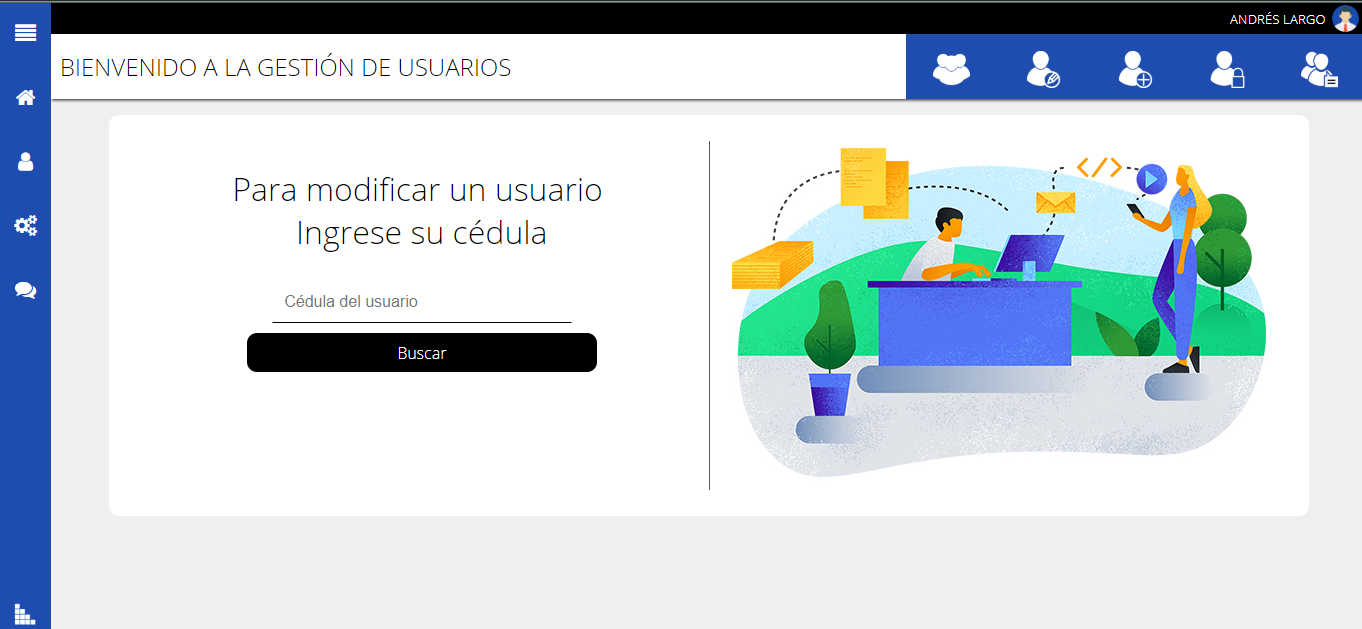 ANDRÉS LARGO
BIENVENIDO A LA GESTIÓN DE USUARIOS
Para modificar un usuario
Ingrese su cédula
Cédula del usuario
Buscar